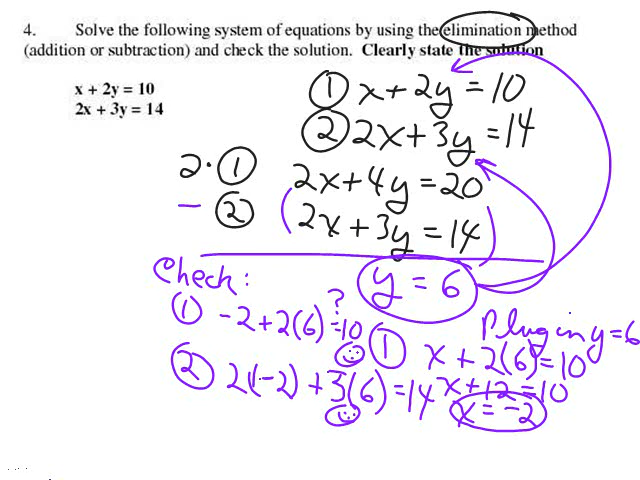 4. Solve the following system of equations by using the elimination method
(addition or subtraction) and check the solution. Clearly state the solution
x + 2y = 10
2x + 3y = 14
① x + 2y = 10
② 2x + 3y = 14
2·① 2x + 4y = 20
− ② (2x + 3y = 14)
y = 6
Check:
① -2 + 2(6) ?= 10
② 2(-2) + 3(6) = 14
Plug in y = 6
① x + 2(6) = 10
x + 12 = 10
x = -2